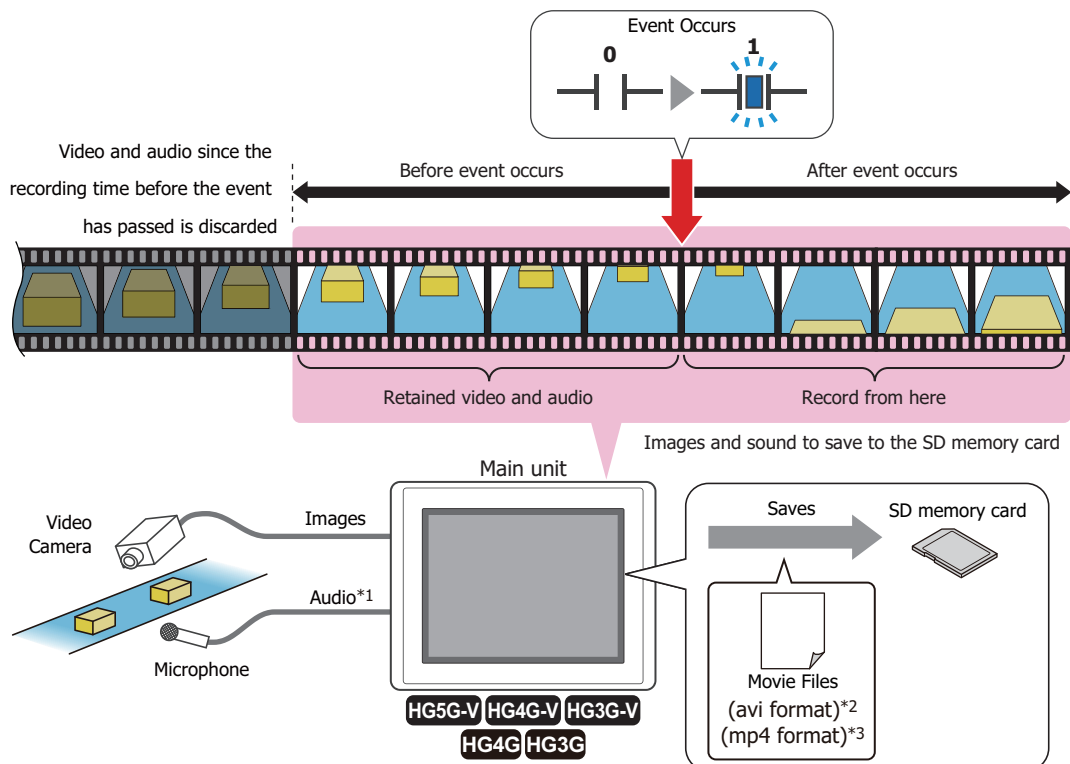 Event Occurs
0
1
Video and audio since the
recording time before the event
has passed is discarded
Before event occurs
After event occurs
Retained video and audio
Record from here
Images and sound to save to the SD memory card
Main unit
Video
Camera
Images
Audio*1
Microphone
HG5G-V HG4G-V HG3G-V
HG4G HG3G
Saves
SD memory card
Movie Files
(avi format)*2
(mp4 format)*3